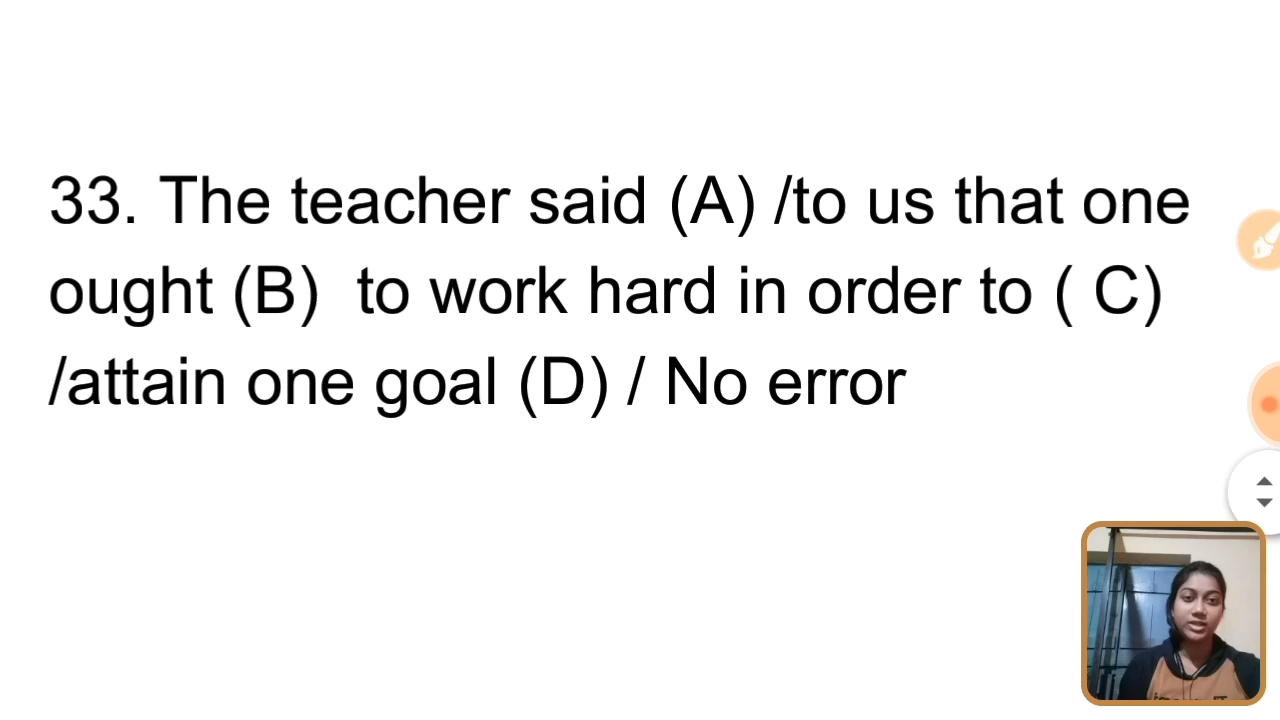 33. The teacher said (A) /to us that one
ought (B)  to work hard in order to ( C)
/attain one goal (D) / No error